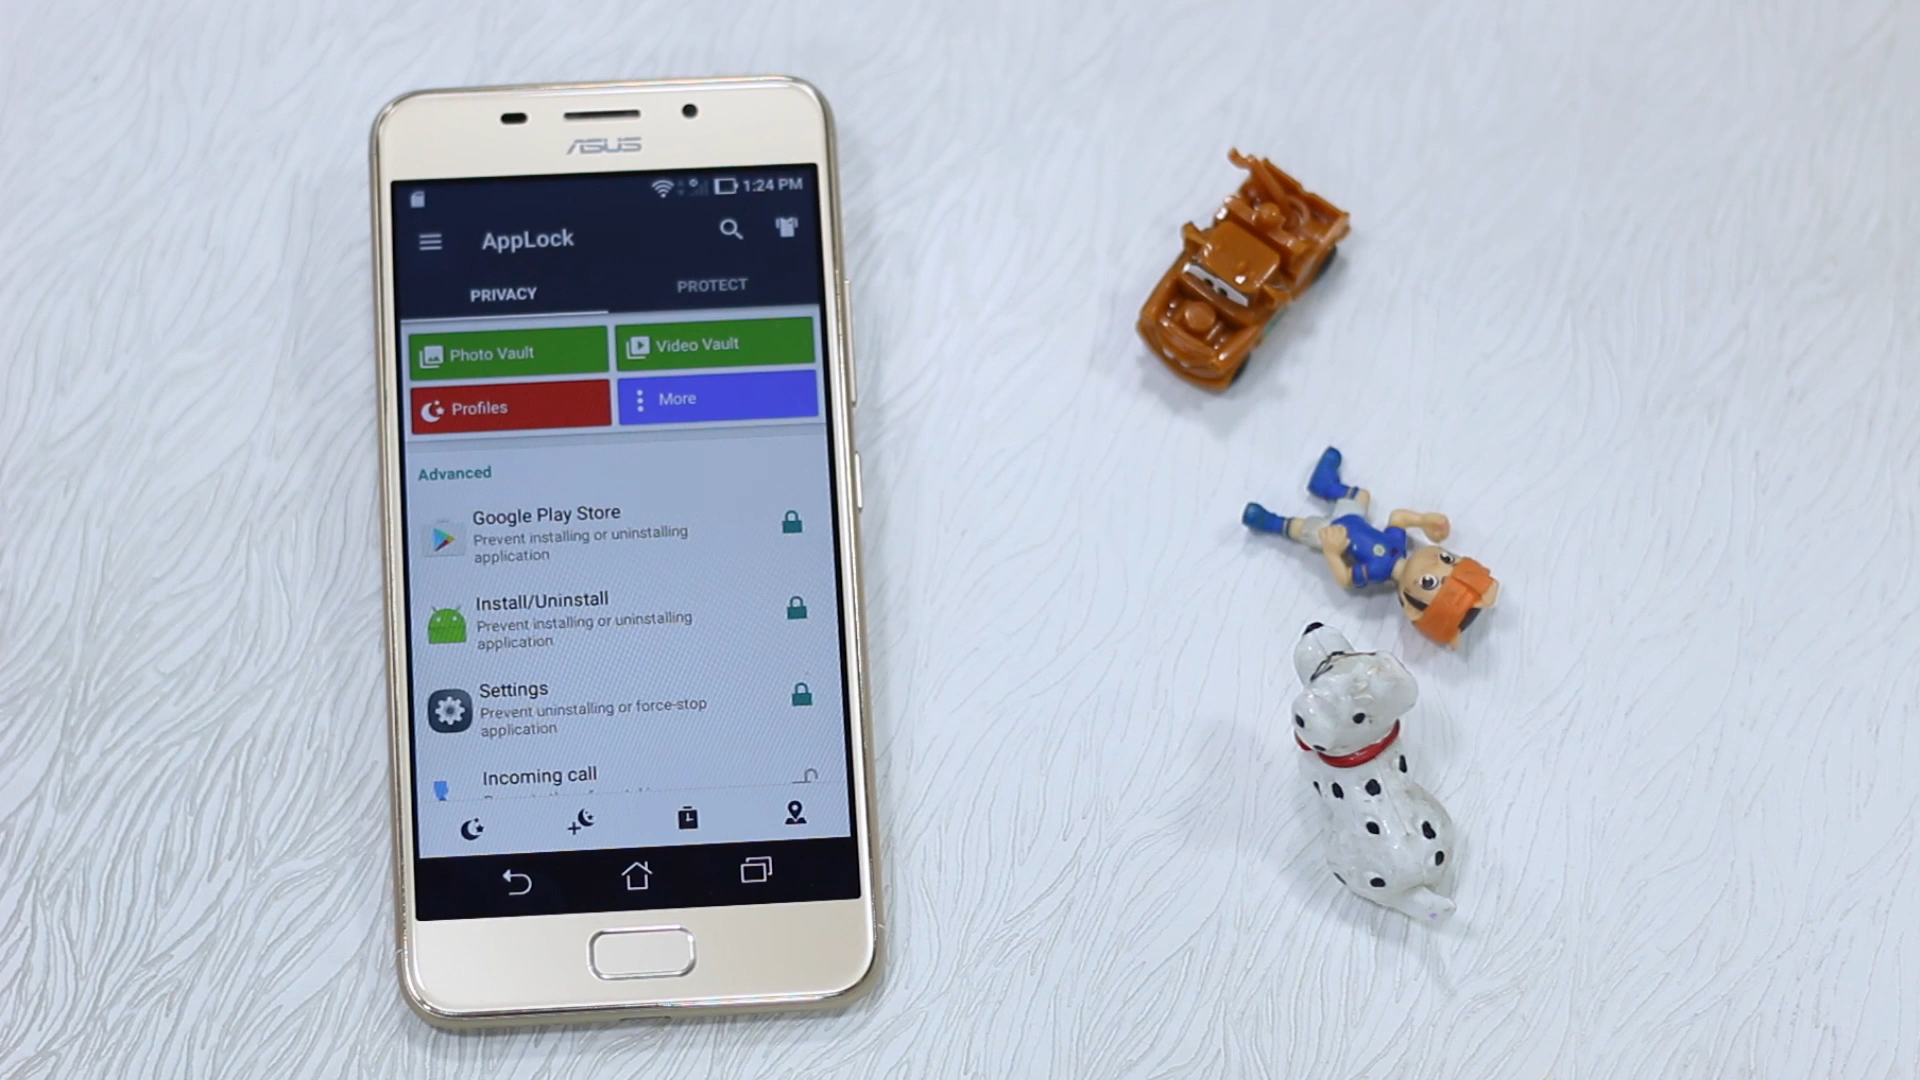 ASUS
1:24 PM
AppLock
PRIVACY
PROTECT
Photo Vault
Video Vault
Profiles
More
Advanced
Google Play Store
Prevent installing or uninstalling
application
Install/Uninstall
Prevent installing or uninstalling
application
Settings
Prevent uninstalling or force-stop
application
Incoming call